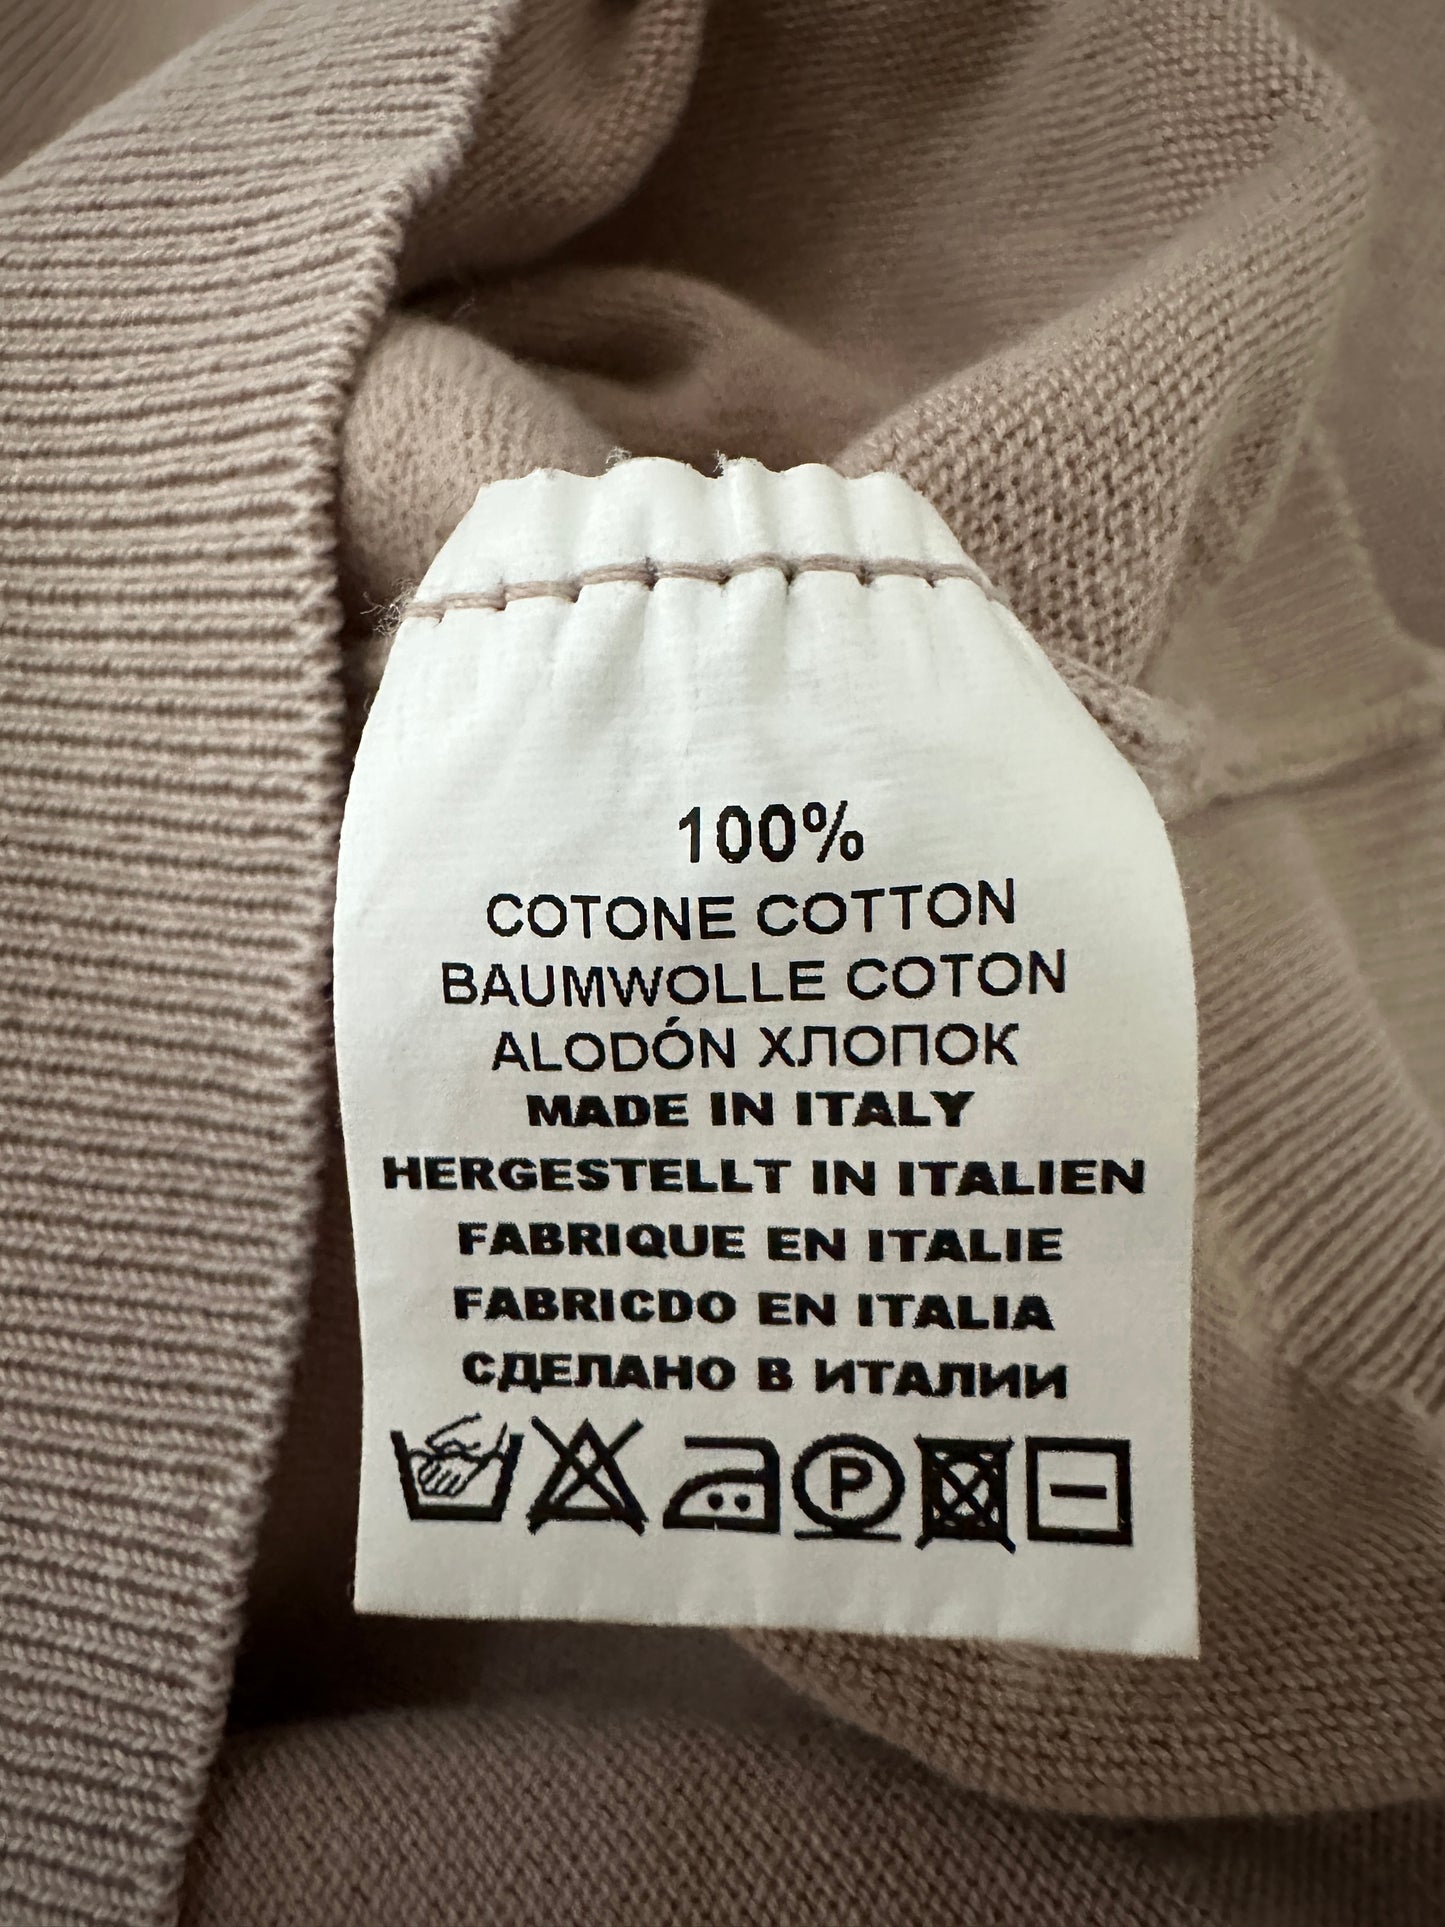 100%
COTONE COTTON
BAUMWOLLE COTON
ALODÓN ХЛОПОК
MADE IN ITALY
HERGESTELLT IN ITALIEN
FABRIQUE EN ITALIE
FABRICDO EN ITALIA
СДЕЛАНО В ИТАЛИИ
P